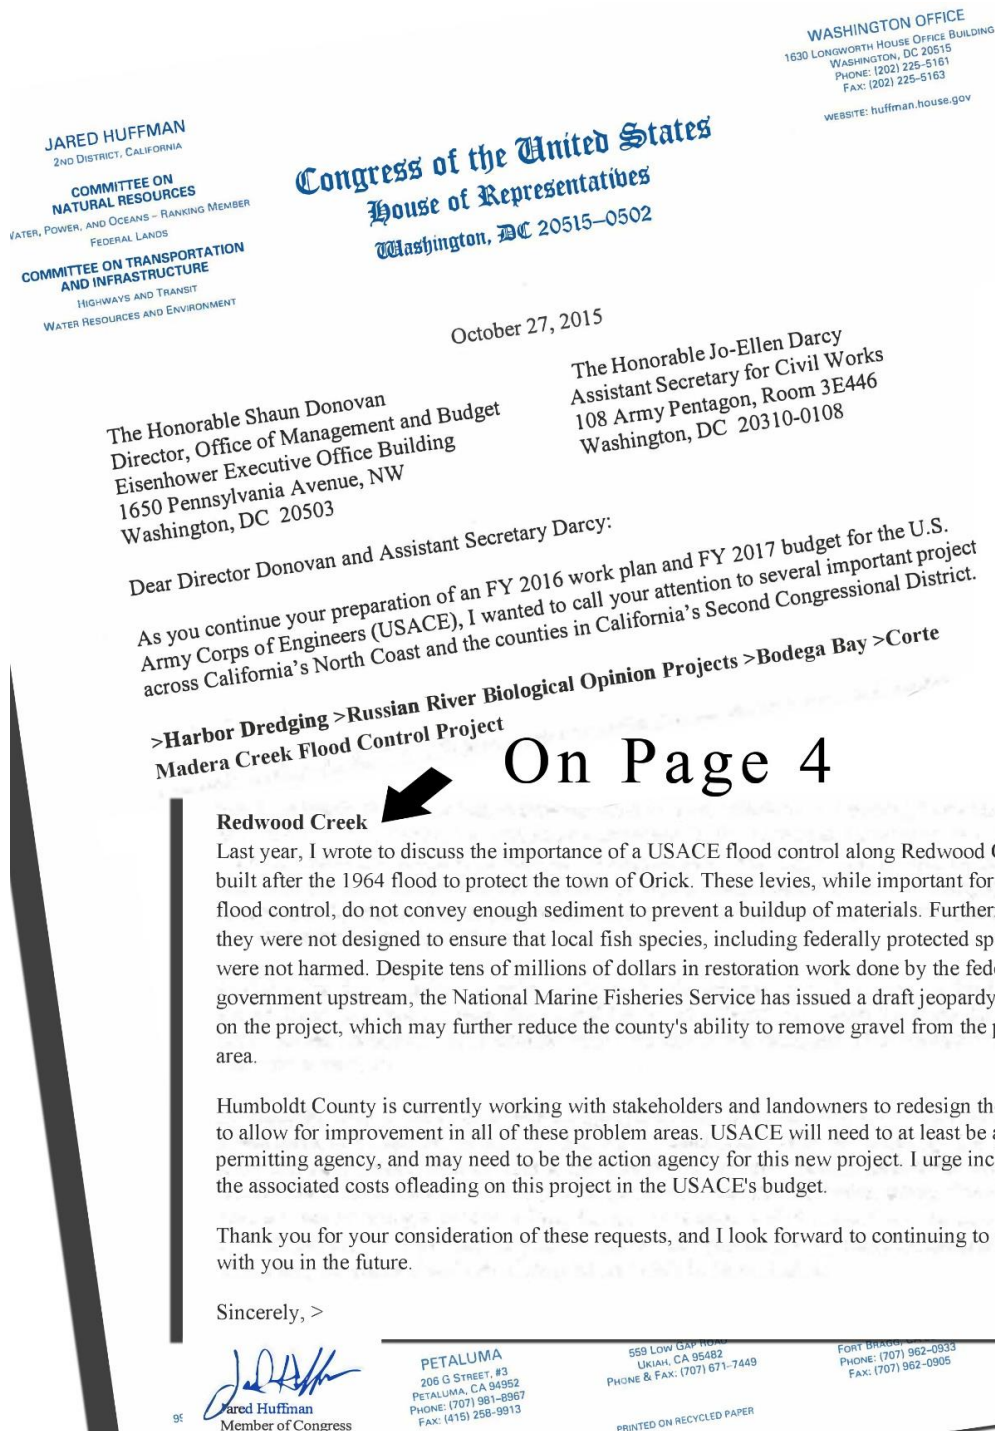 WASHINGTON OFFICE
1630 LONGWORTH HOUSE OFFICE BUILDING
WASHINGTON, DC 20515
PHONE: (202) 225-5161
FAX: (202) 225-5163
WEBSITE: huffman.house.gov
JARED HUFFMAN
2ND DISTRICT, CALIFORNIA
COMMITTEE ON
NATURAL RESOURCES
WATER, POWER, AND OCEANS – RANKING MEMBER
FEDERAL LANDS
COMMITTEE ON TRANSPORTATION
AND INFRASTRUCTURE
HIGHWAYS AND TRANSIT
WATER RESOURCES AND ENVIRONMENT
Congress of the United States
House of Representatives
Washington, DC 20515–0502
October 27, 2015
The Honorable Shaun Donovan
Director, Office of Management and Budget
Eisenhower Executive Office Building
1650 Pennsylvania Avenue, NW
Washington, DC 20503
The Honorable Jo-Ellen Darcy
Assistant Secretary for Civil Works
108 Army Pentagon, Room 3E446
Washington, DC 20310-0108
Dear Director Donovan and Assistant Secretary Darcy:
As you continue your preparation of an FY 2016 work plan and FY 2017 budget for the U.S.
Army Corps of Engineers (USACE), I wanted to call your attention to several important project
across California's North Coast and the counties in California's Second Congressional District.
>Harbor Dredging >Russian River Biological Opinion Projects >Bodega Bay >Corte
Madera Creek Flood Control Project
On Page 4
Redwood Creek
Last year, I wrote to discuss the importance of a USACE flood control along Redwood
built after the 1964 flood to protect the town of Orick. These levies, while important for
flood control, do not convey enough sediment to prevent a buildup of materials. Further
they were not designed to ensure that local fish species, including federally protected sp
were not harmed. Despite tens of millions of dollars in restoration work done by the fed
government upstream, the National Marine Fisheries Service has issued a draft jeopardy
on the project, which may further reduce the county's ability to remove gravel from the p
area.
Humboldt County is currently working with stakeholders and landowners to redesign th
to allow for improvement in all of these problem areas. USACE will need to at least be a
permitting agency, and may need to be the action agency for this new project. I urge inc
the associated costs ofleading on this project in the USACE's budget.
Thank you for your consideration of these requests, and I look forward to continuing to
with you in the future.
Sincerely, >
Jared Huffman
Member of Congress
PETALUMA
206 G STREET, #3
PETALUMA, CA 94952
PHONE: (707) 981-8967
FAX: (415) 258-9913
559 LOW GAP ROAD
UKIAH, CA 95482
PHONE & FAX: (707) 671-7449
FORT BRAGG,
PHONE: (707) 962-0933
FAX: (707) 962-0905
PRINTED ON RECYCLED PAPER